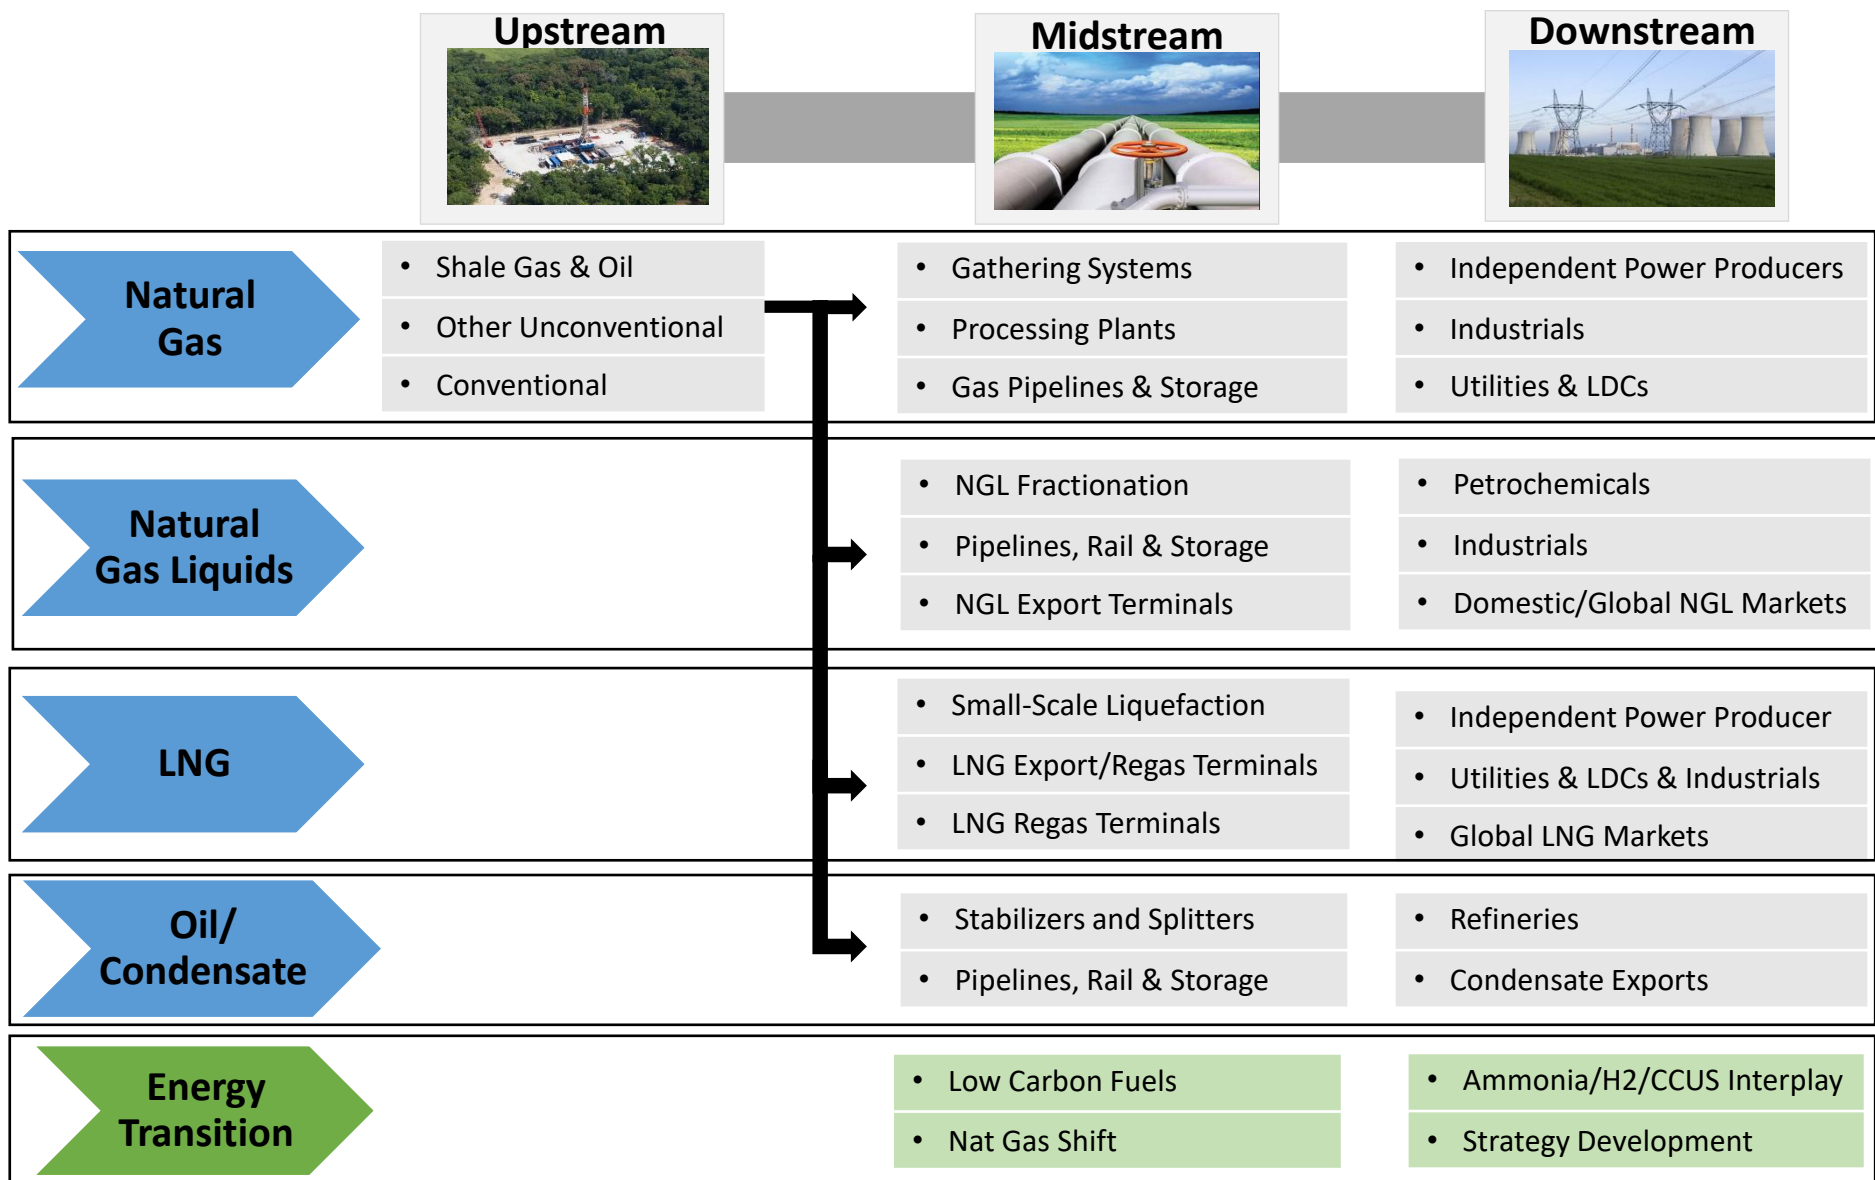 Upstream
Midstream
Downstream
Natural
Gas
• Shale Gas & Oil
• Other Unconventional
• Conventional
• Gathering Systems
• Processing Plants
• Gas Pipelines & Storage
• Independent Power Producers
• Industrials
• Utilities & LDCs
Natural
Gas Liquids
• NGL Fractionation
• Pipelines, Rail & Storage
• NGL Export Terminals
• Petrochemicals
• Industrials
• Domestic/Global NGL Markets
LNG
• Small-Scale Liquefaction
• LNG Export/Regas Terminals
• LNG Regas Terminals
• Independent Power Producer
• Utilities & LDCs & Industrials
• Global LNG Markets
Oil/
Condensate
• Stabilizers and Splitters
• Pipelines, Rail & Storage
• Refineries
• Condensate Exports
Energy
Transition
• Low Carbon Fuels
• Nat Gas Shift
• Ammonia/H2/CCUS Interplay
• Strategy Development